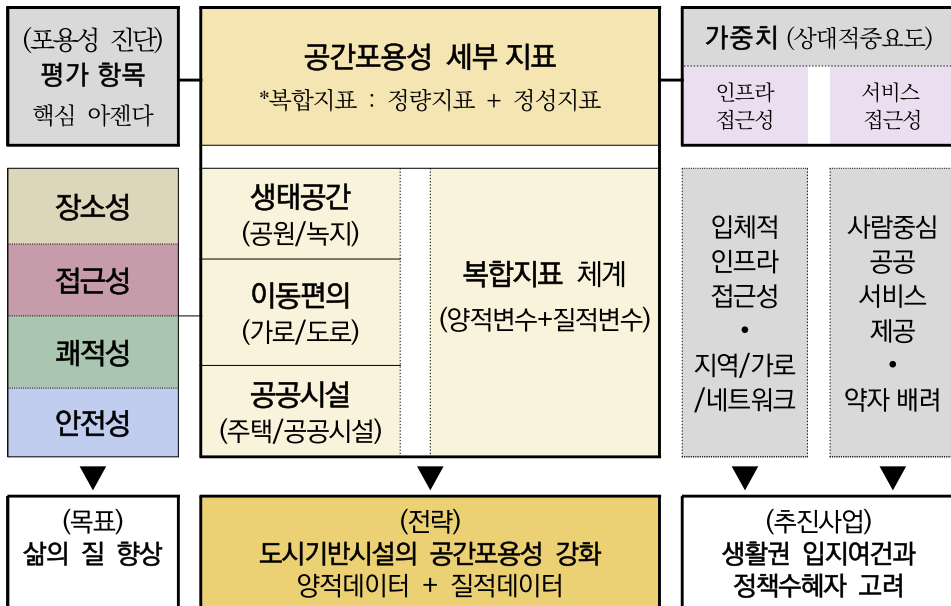 (포용성 진단)
평가 항목
핵심 아젠다
공간포용성 세부 지표
*복합지표 : 정량지표 + 정성지표
가중치 (상대적중요도)
인프라
접근성
서비스
접근성
장소성
접근성
쾌적성
안전성
생태공간
(공원/녹지)
이동편의
(가로/도로)
공공시설
(주택/공공시설)
복합지표 체계
(양적변수+질적변수)
입체적
인프라
접근성
•
지역/가로
/네트워크
사람중심
공공
서비스
제공
•
약자 배려
(목표)
삶의 질 향상
(전략)
도시기반시설의 공간포용성 강화
양적데이터 + 질적데이터
(추진사업)
생활권 입지여건과
정책수혜자 고려